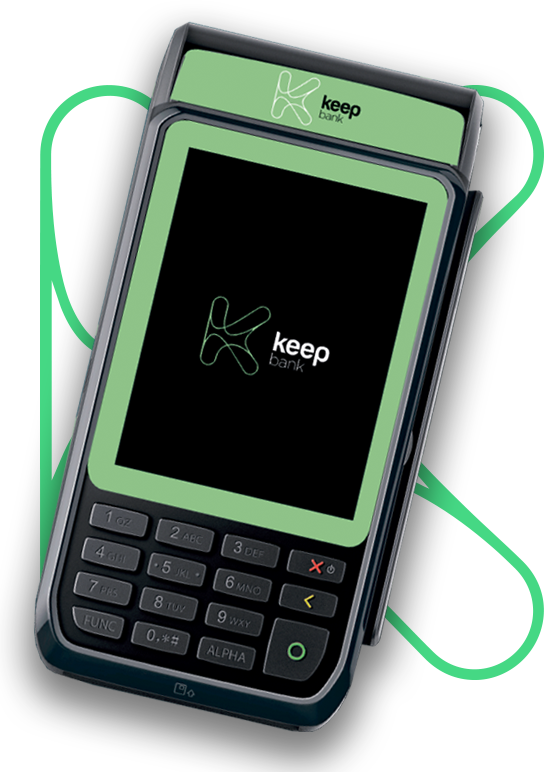 keep
bank
keep
bank
1 QZ
2 ABC
3 DEF
4 GHI
5 JKL
6 MNO
7 PRS
8 TUV
9 WXY
FUNC
0,*#
ALPHA